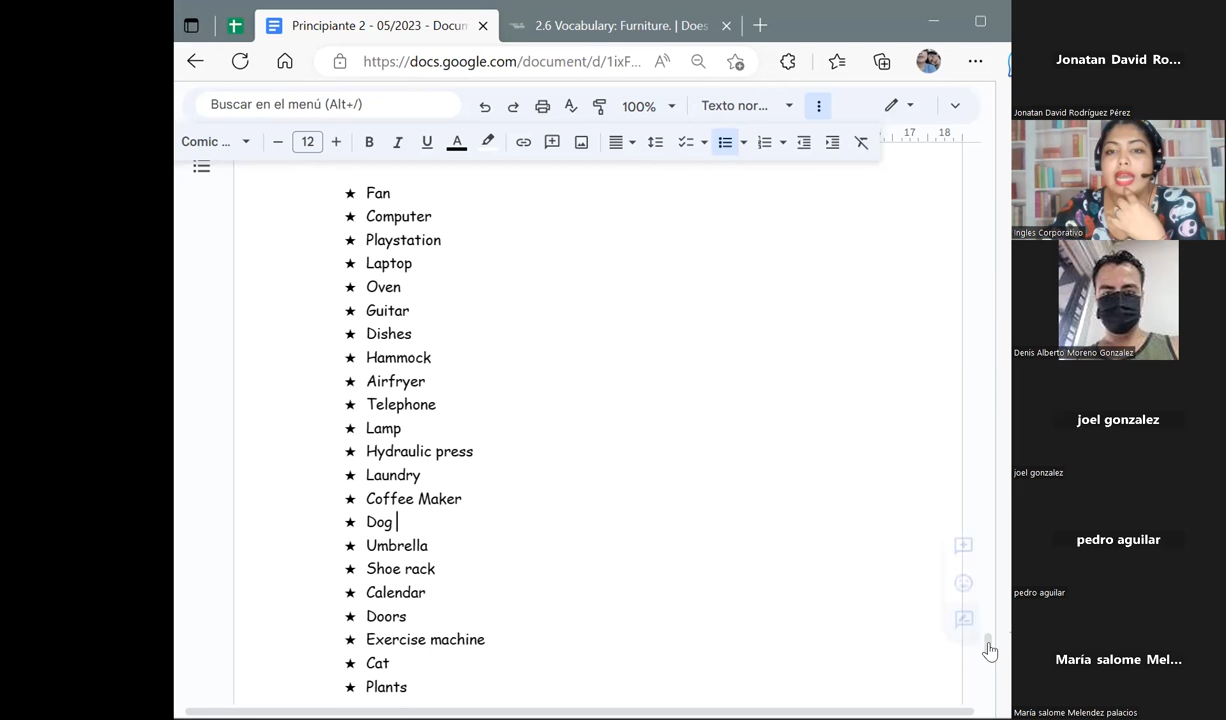 Principiante 2 - 05/2023 - Docum
2.6 Vocabulary: Furniture. | Does
https://docs.google.com/document/d/1ixF...
Buscar en el menú (Alt+/)
100%
Texto nor...
Comic ...
12
17 18
★ Fan
★ Computer
★ Playstation
★ Laptop
★ Oven
★ Guitar
★ Dishes
★ Hammock
★ Airfryer
★ Telephone
★ Lamp
★ Hydraulic press
★ Laundry
★ Coffee Maker
★ Dog
★ Umbrella
★ Shoe rack
★ Calendar
★ Doors
★ Exercise machine
★ Cat
★ Plants
Jonatan David Ro...
Jonatan David Rodríguez Pérez
Ingles Corporativo
Denis Alberto Moreno Gonzalez
joel gonzalez
joel gonzalez
pedro aguilar
pedro aguilar
María salome Mel...
María salome Melendez palacios